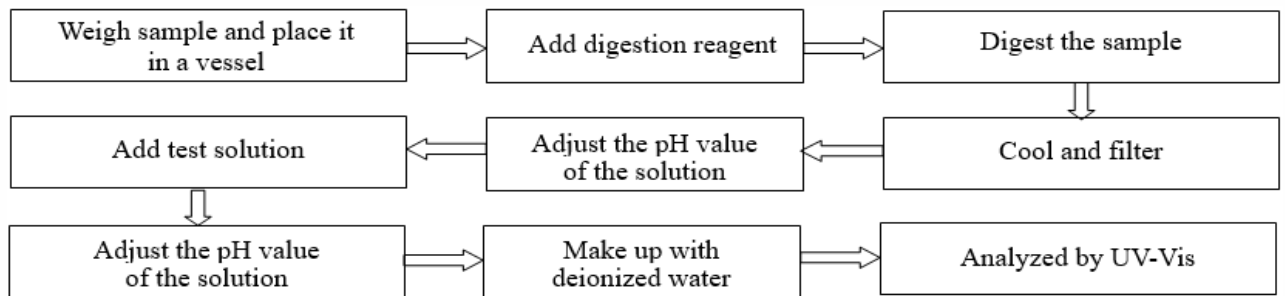 Weigh sample and place it
in a vessel
Add digestion reagent
Digest the sample
Cool and filter
Adjust the pH value
of the solution
Add test solution
Adjust the pH value
of the solution
Make up with
deionized water
Analyzed by UV-Vis